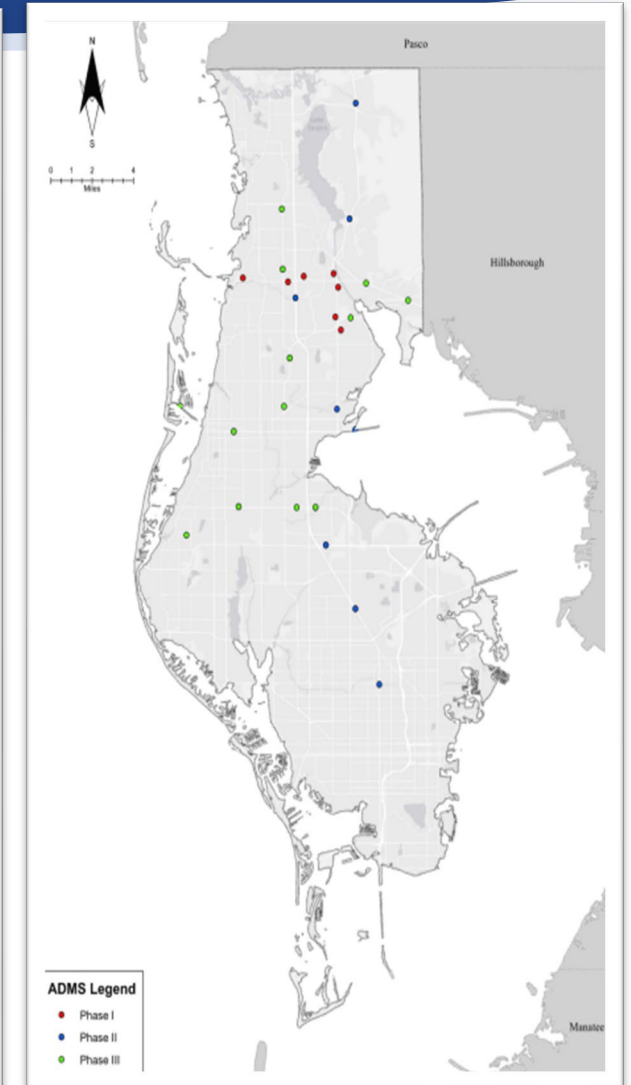 Pasco
N
S
0 1 2 4
Miles
Hillsborough
ADMS Legend
Phase I
Phase II
Phase III
Manatee